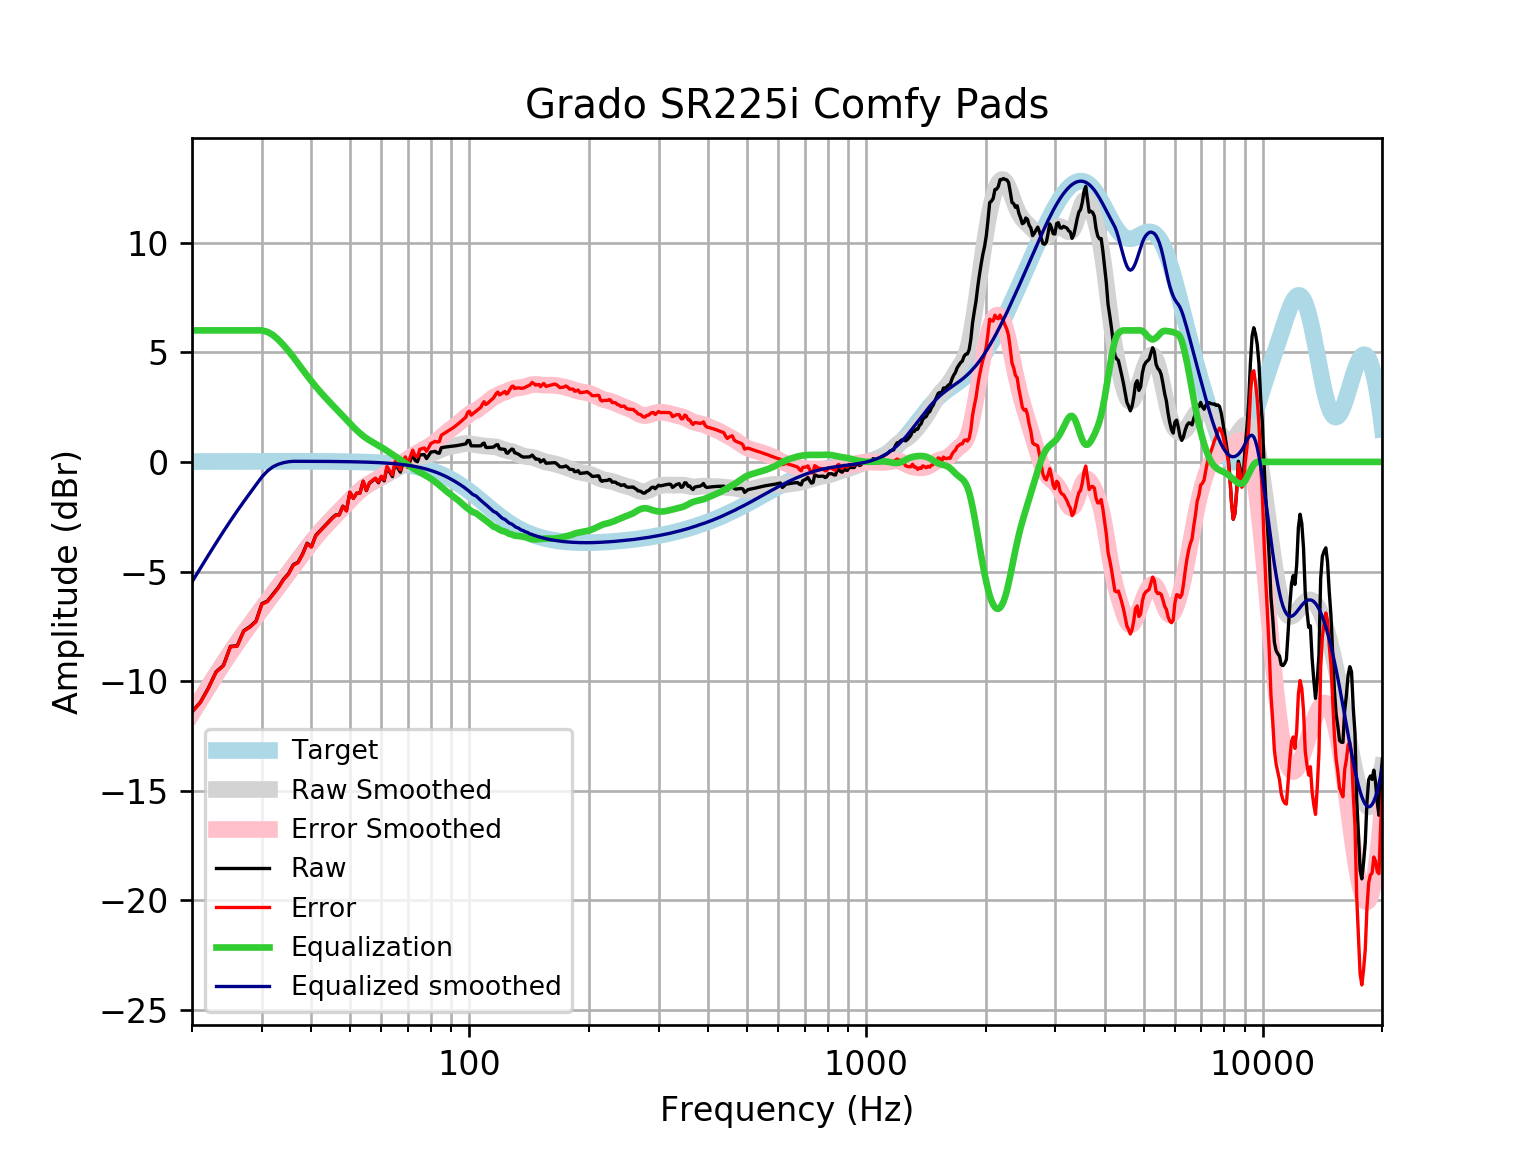 Grado SR225i Comfy Pads
Amplitude (dBr)
10
5
0
−5
−10
−15
−20
−25
Target
Raw Smoothed
Error Smoothed
Raw
Error
Equalization
Equalized smoothed
100 1000 10000
Frequency (Hz)